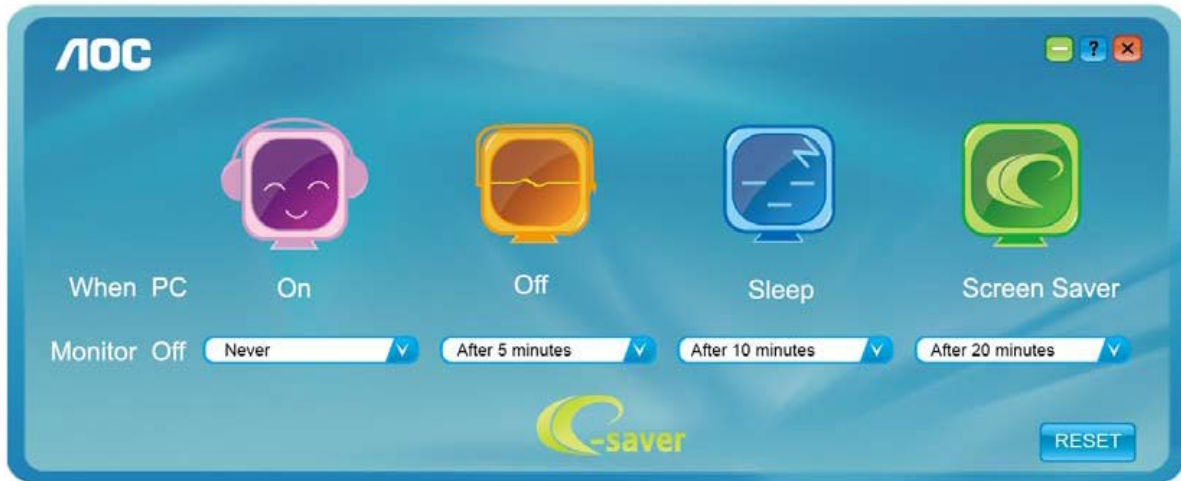 AOC
?
When PC On Off Sleep Screen Saver
Monitor Off Never After 5 minutes After 10 minutes After 20 minutes
e-saver
RESET